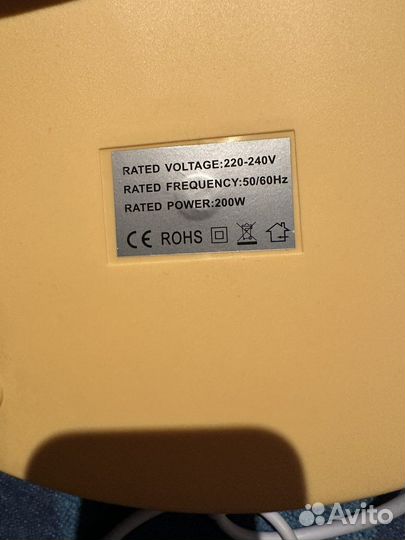 RATED VOLTAGE:220-240V
RATED FREQUENCY:50/60Hz
RATED POWER:200W
CE ROHS
Avito